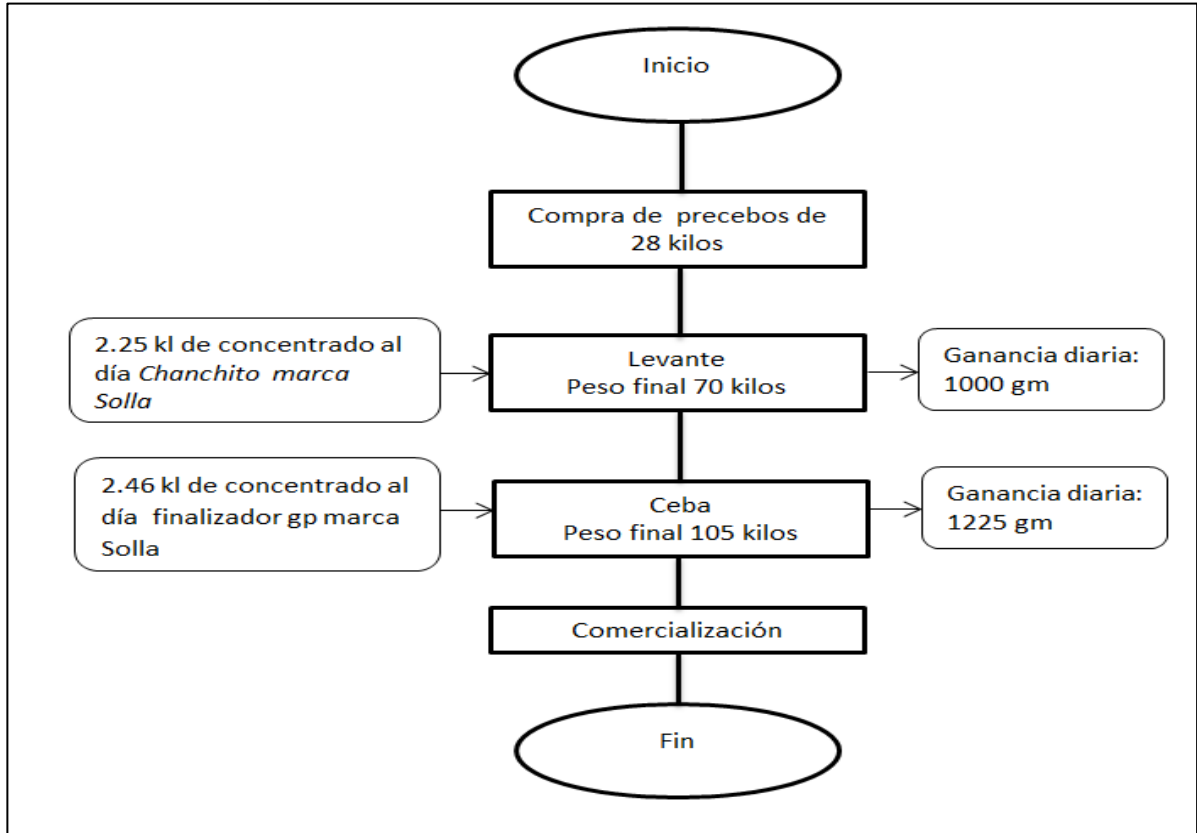 Inicio
Compra de precebos de
28 kilos
2.25 kl de concentrado al
día Chanchito marca
Solla
Levante
Peso final 70 kilos
Ganancia diaria:
1000 gm
2.46 kl de concentrado al
día finalizador gp marca
Solla
Ceba
Peso final 105 kilos
Ganancia diaria:
1225 gm
Comercialización
Fin